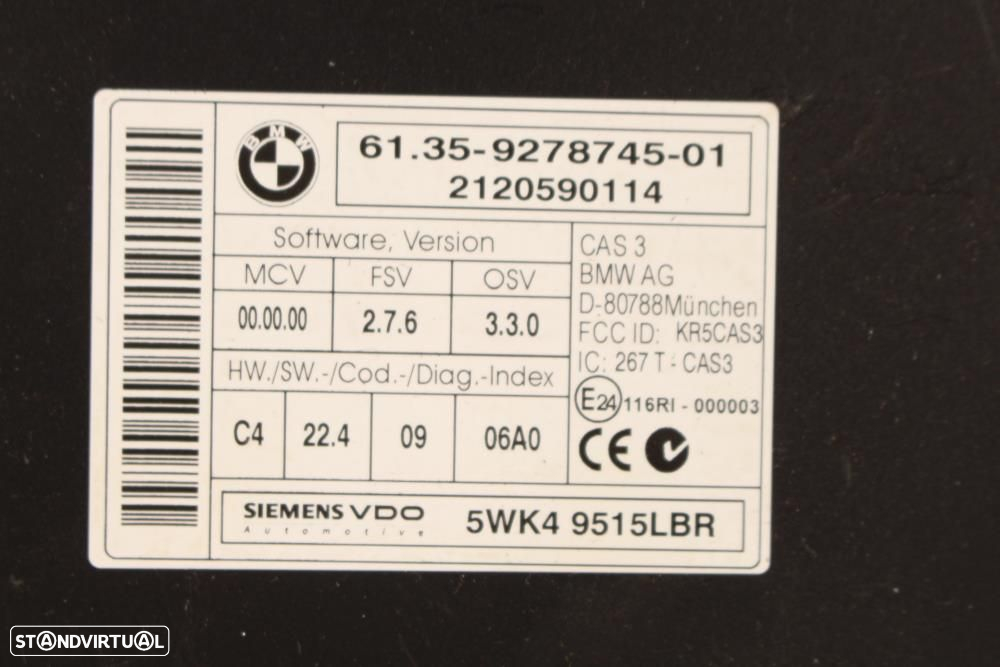 BMW
61.35-9278745-01
2120590114
Software, Version
MCV FSV OSV
00.00.00 2.7.6 3.3.0
HW./SW.-/Cod.-/Diag.-Index
C4 22.4 09 06A0
CAS 3
BMW AG
D-80788München
FCC ID: KR5CAS3
IC: 267 T - CAS3
E24 116RI - 000003
CE
SIEMENS VDO
Automotive
5WK4 9515LBR
STANDVIRTUAL